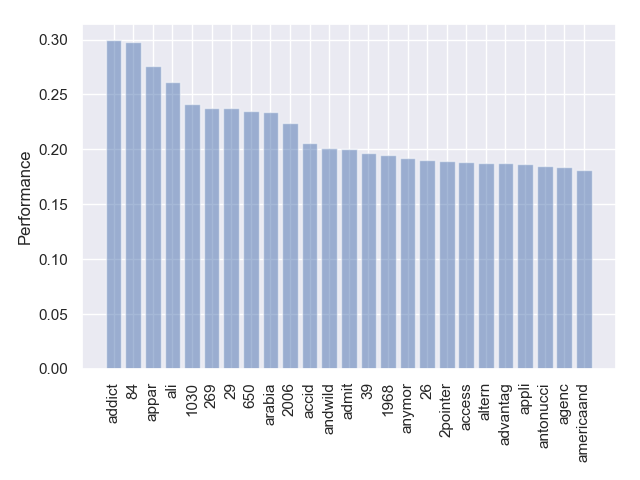 0.30
0.25
0.20
0.15
0.10
0.05
0.00
Performance
addict
84
appar
ali
1030
269
29
650
arabia
2006
accid
andwild
admit
39
1968
anymor
26
2pointer
access
altern
advantag
appli
antonucci
agenc
americaand